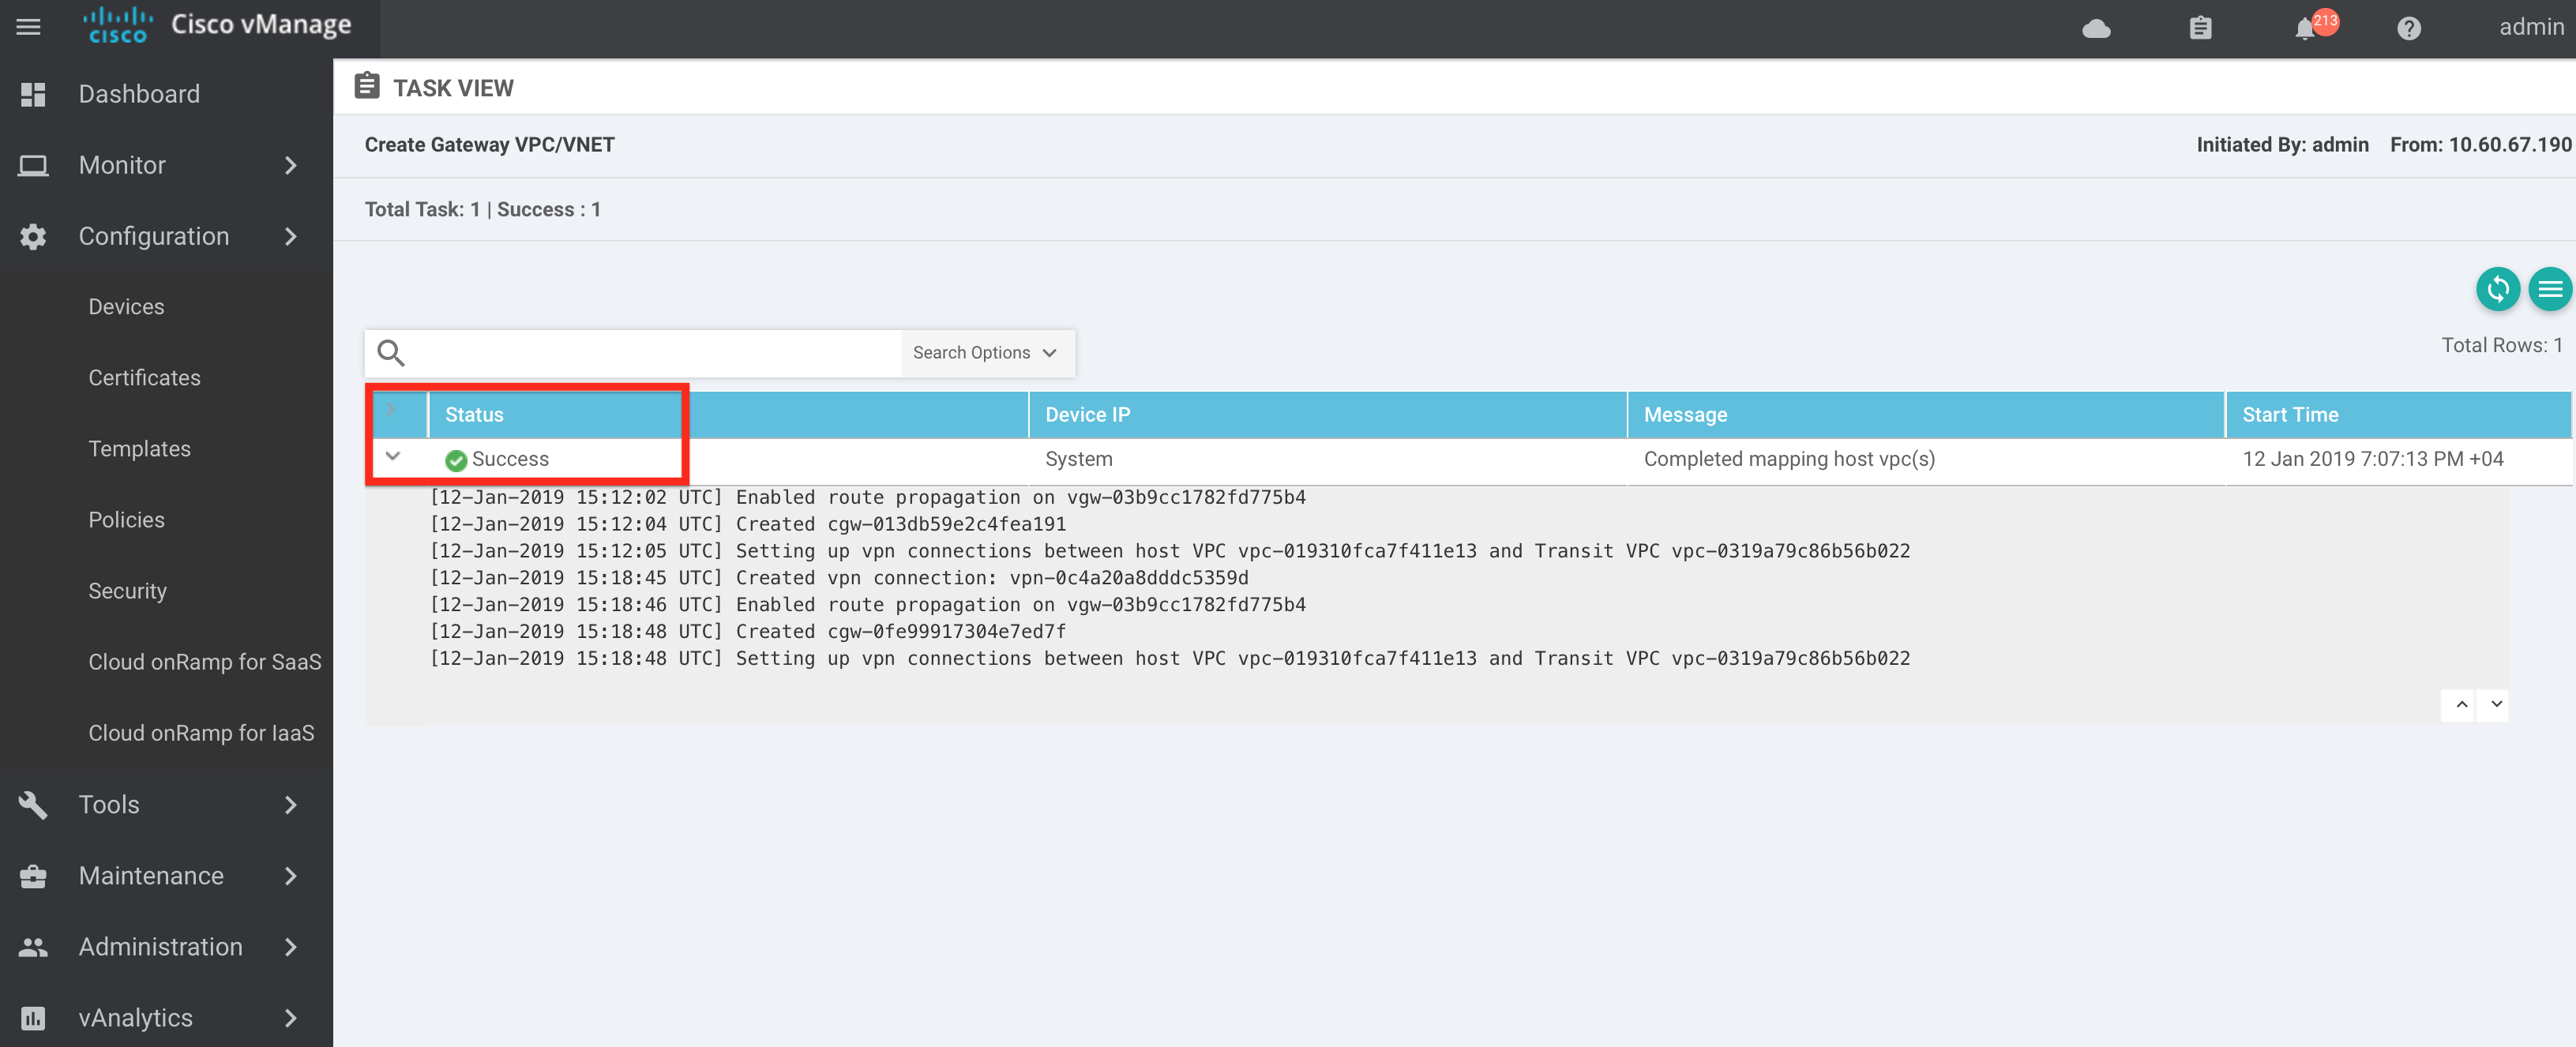 CISCO Cisco vManage
213
admin
Dashboard
Monitor
Configuration
Devices
Certificates
Templates
Policies
Security
Cloud onRamp for SaaS
Cloud onRamp for IaaS
Tools
Maintenance
Administration
vAnalytics
TASK VIEW
Create Gateway VPC/VNET
Initiated By: admin From: 10.60.67.190
Total Task: 1 | Success : 1
Search Options
Total Rows: 1
Status Device IP Message Start Time
Success System Completed mapping host vpc(s) 12 Jan 2019 7:07:13 PM +04
[12-Jan-2019 15:12:02 UTC] Enabled route propagation on vgw-03b9cc1782fd775b4
[12-Jan-2019 15:12:04 UTC] Created cgw-013db59e2c4fea191
[12-Jan-2019 15:12:05 UTC] Setting up vpn connections between host VPC vpc-019310fca7f411e13 and Transit VPC vpc-0319a79c86b56b022
[12-Jan-2019 15:18:45 UTC] Created vpn connection: vpn-0c4a20a8dddc5359d
[12-Jan-2019 15:18:46 UTC] Enabled route propagation on vgw-03b9cc1782fd775b4
[12-Jan-2019 15:18:48 UTC] Created cgw-0fe99917304e7ed7f
[12-Jan-2019 15:18:48 UTC] Setting up vpn connections between host VPC vpc-019310fca7f411e13 and Transit VPC vpc-0319a79c86b56b022